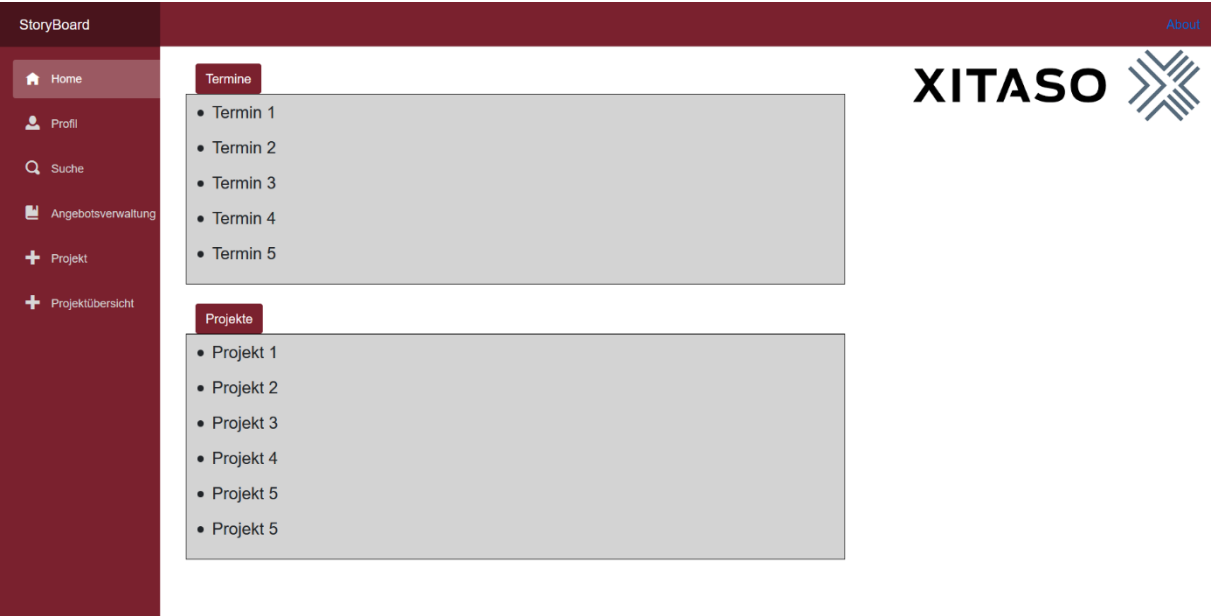 StoryBoard
About
Home
Profil
Suche
Angebotsverwaltung
Projekt
Projektübersicht
Termine
Termin 1
Termin 2
Termin 3
Termin 4
Termin 5
Projekte
Projekt 1
Projekt 2
Projekt 3
Projekt 4
Projekt 5
Projekt 5
XITASO